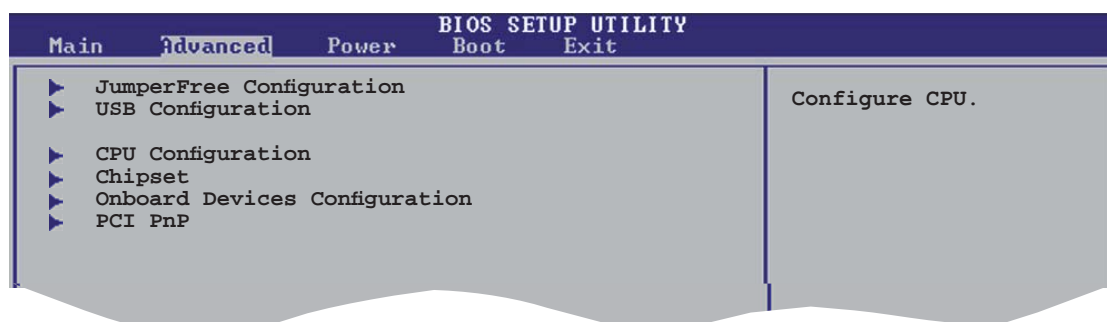 BIOS SETUP UTILITY
Main Advanced Power Boot Exit
JumperFree Configuration
USB Configuration
CPU Configuration
Chipset
Onboard Devices Configuration
PCI PnP
Configure CPU.